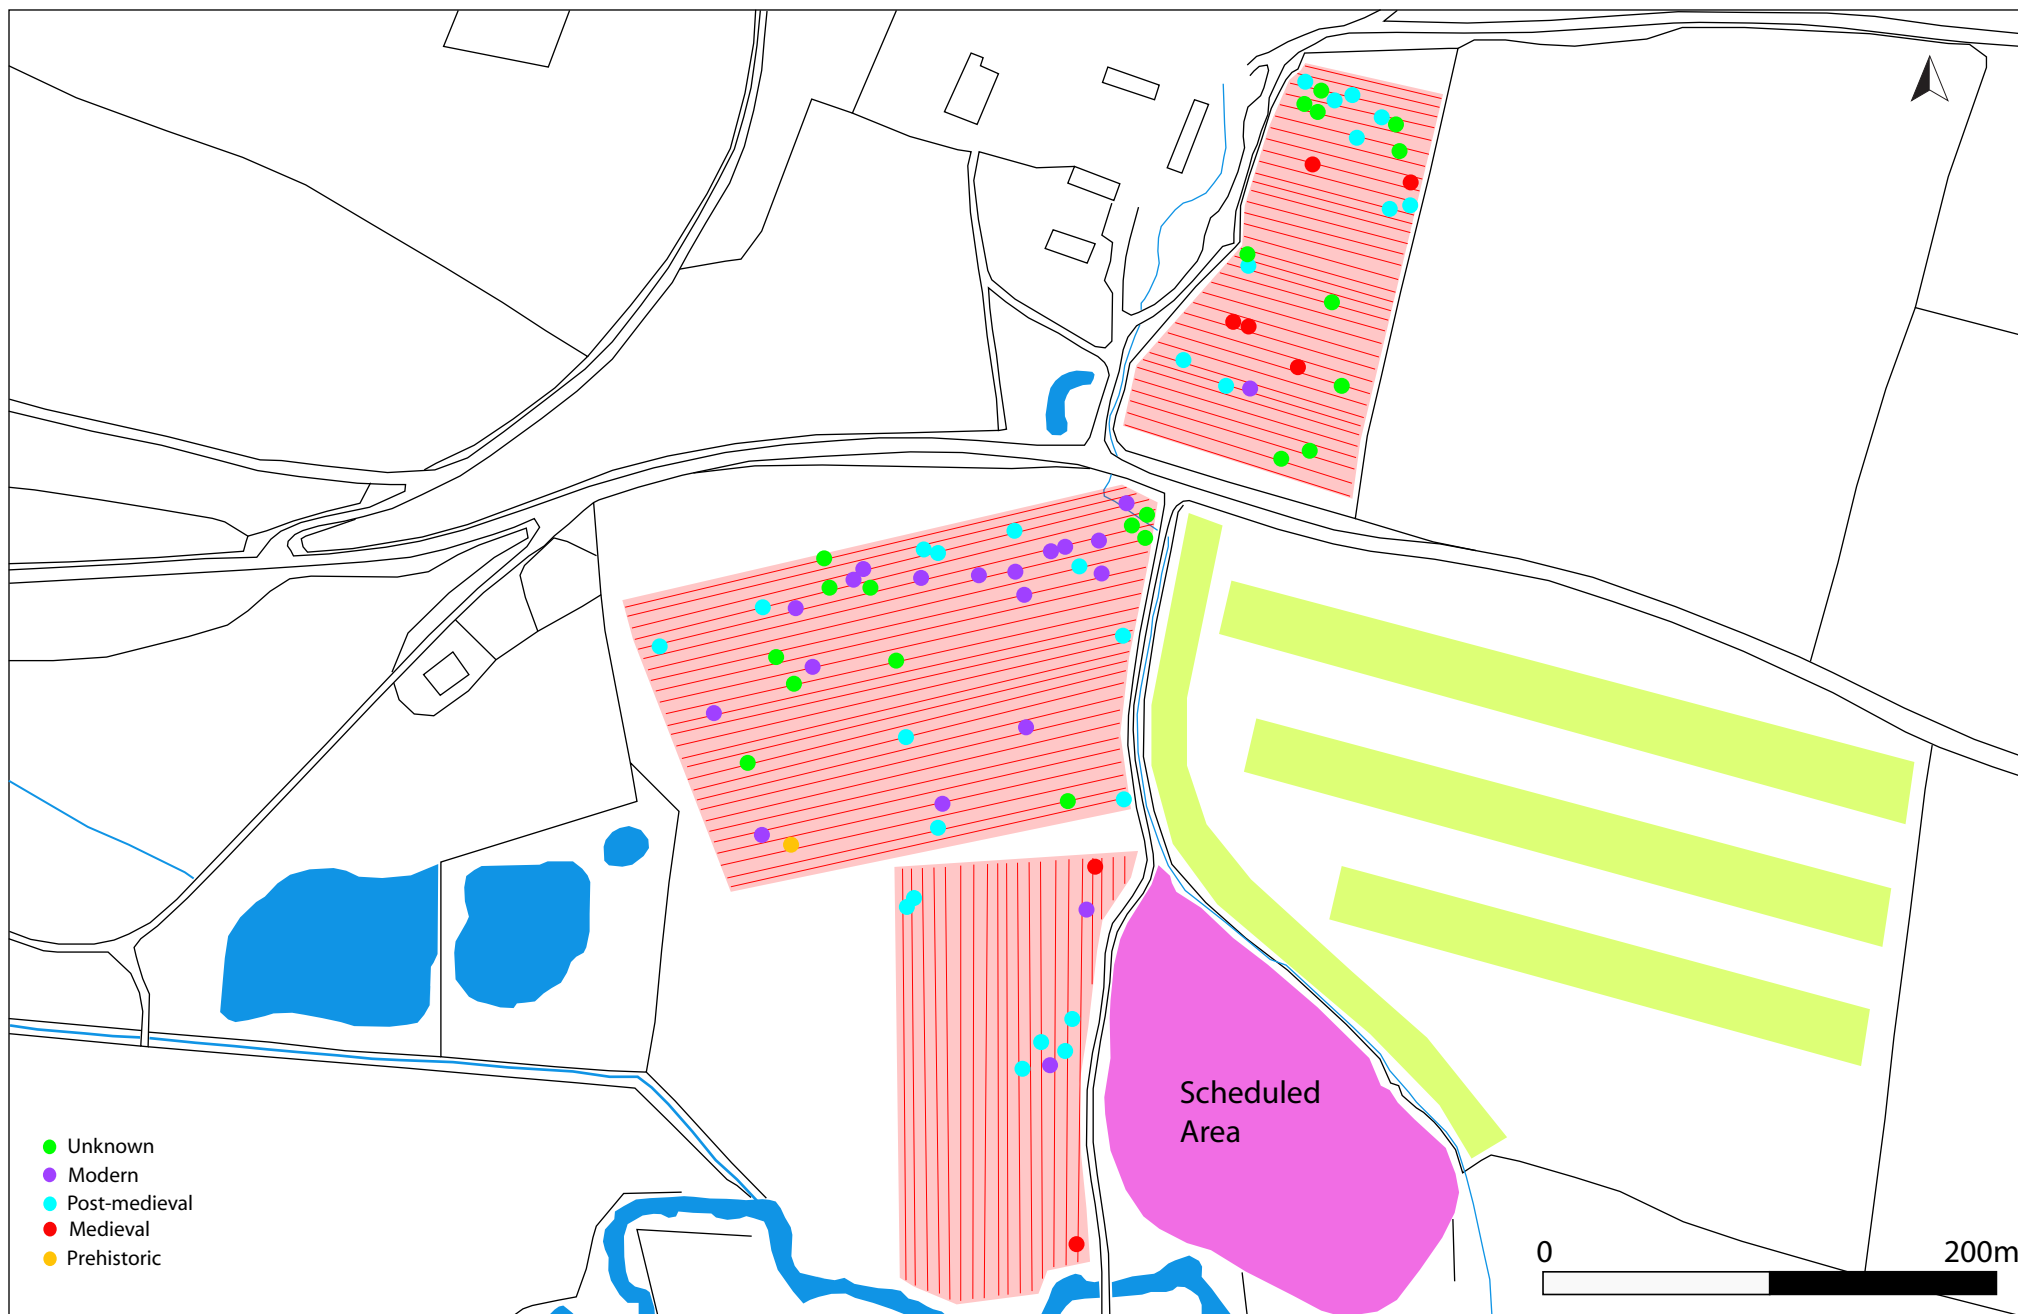 Scheduled
Area
Unknown
Modern
Post-medieval
Medieval
Prehistoric
0 200m